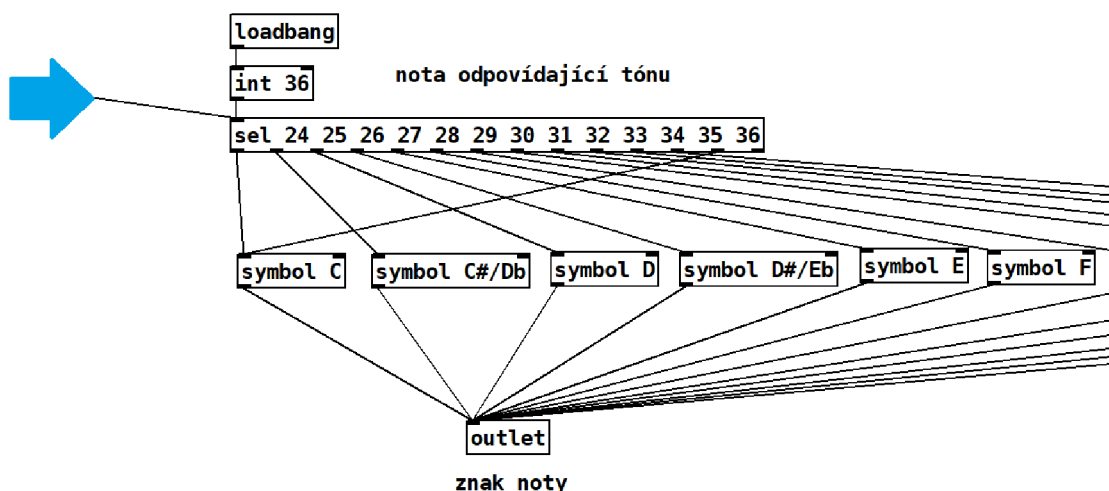 loadbang
int 36
nota odpovídající tónu
sel 24 25 26 27 28 29 30 31 32 33 34 35 36
symbol C
symbol C#/Db
symbol D
symbol D#/Eb
symbol E
symbol F
outlet
znak noty